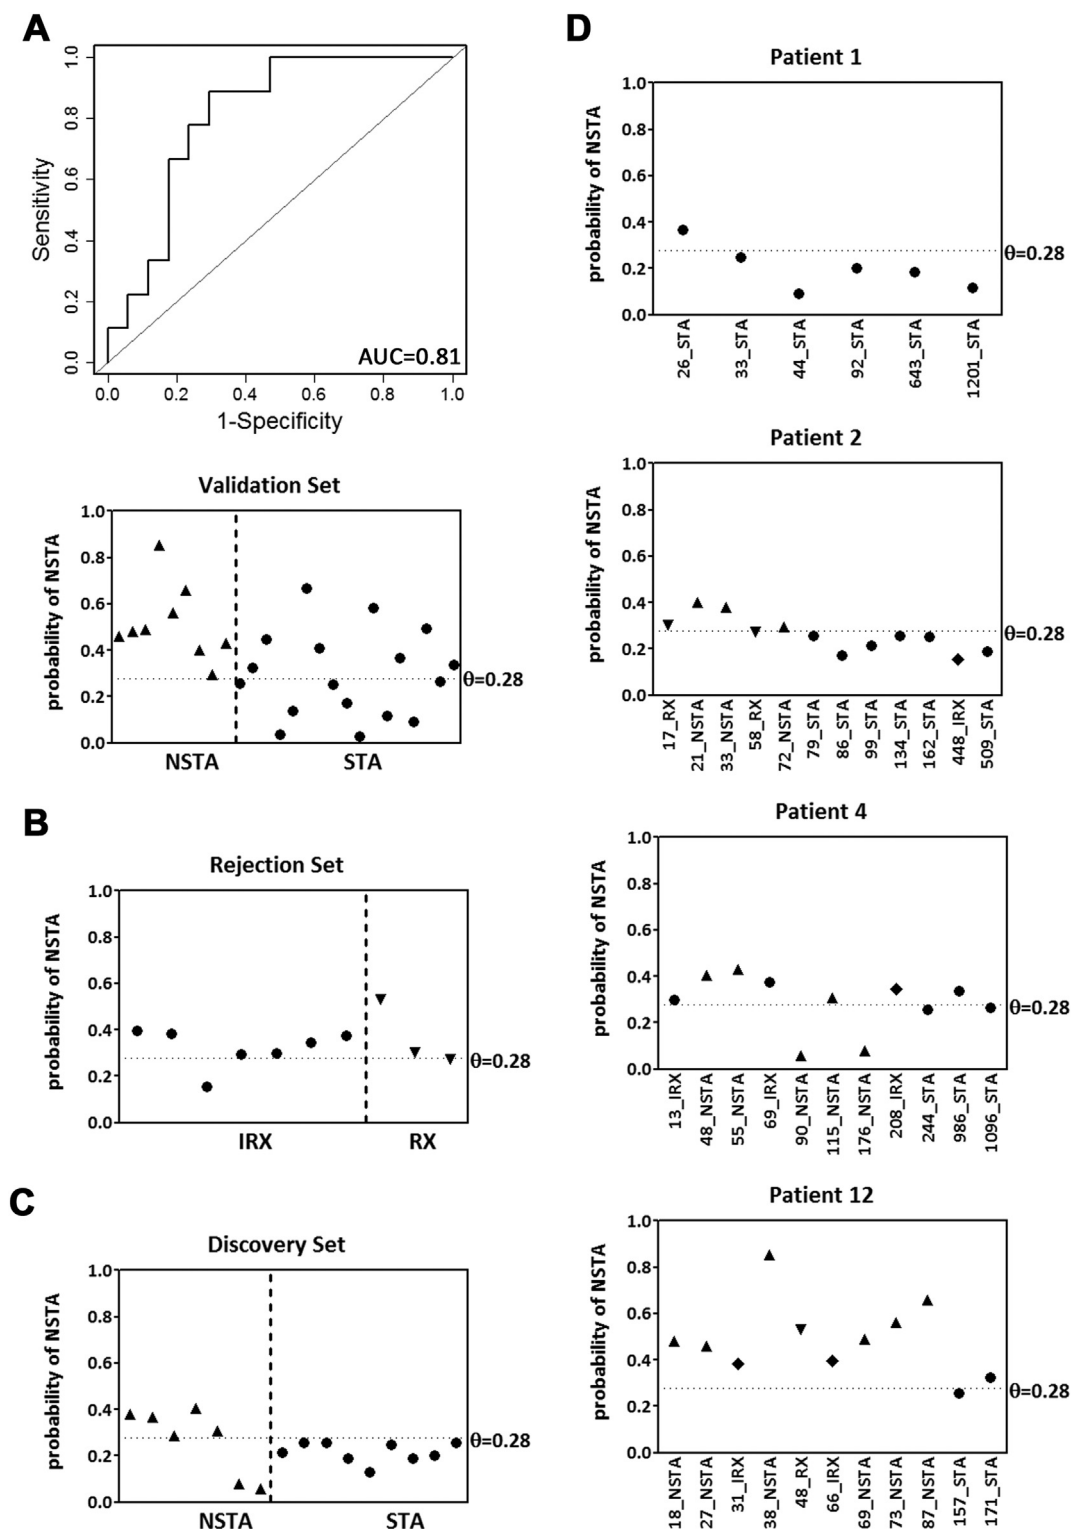 A
1.0
0.8
0.6
0.4
0.2
0.0
Sensitivity
AUC=0.81
0.0 0.2 0.4 0.6 0.8 1.0
1-Specificity
Validation Set
probability of NSTA
1.0
0.8
0.6
0.4
0.2
0.0
θ=0.28
NSTA STA
B
Rejection Set
probability of NSTA
1.0
0.8
0.6
0.4
0.2
0.0
θ=0.28
IRX RX
C
Discovery Set
probability of NSTA
1.0
0.8
0.6
0.4
0.2
0.0
θ=0.28
NSTA STA
D
Patient 1
probability of NSTA
1.0
0.8
0.6
0.4
0.2
0.0
θ=0.28
26_STA
33_STA
44_STA
92_STA
643_STA
1201_STA
Patient 2
probability of NSTA
1.0
0.8
0.6
0.4
0.2
0.0
θ=0.28
17_RX
21_NSTA
33_NSTA
58_RX
72_NSTA
79_STA
86_STA
99_STA
134_STA
162_STA
448_IRX
509_STA
Patient 4
probability of NSTA
1.0
0.8
0.6
0.4
0.2
0.0
θ=0.28
13_IRX
48_NSTA
55_NSTA
69_IRX
90_NSTA
115_NSTA
176_NSTA
208_IRX
244_STA
986_STA
1096_STA
Patient 12
probability of NSTA
1.0
0.8
0.6
0.4
0.2
0.0
θ=0.28
18_NSTA
27_NSTA
31_IRX
38_NSTA
48_RX
66_IRX
69_NSTA
73_NSTA
87_NSTA
157_STA
171_STA